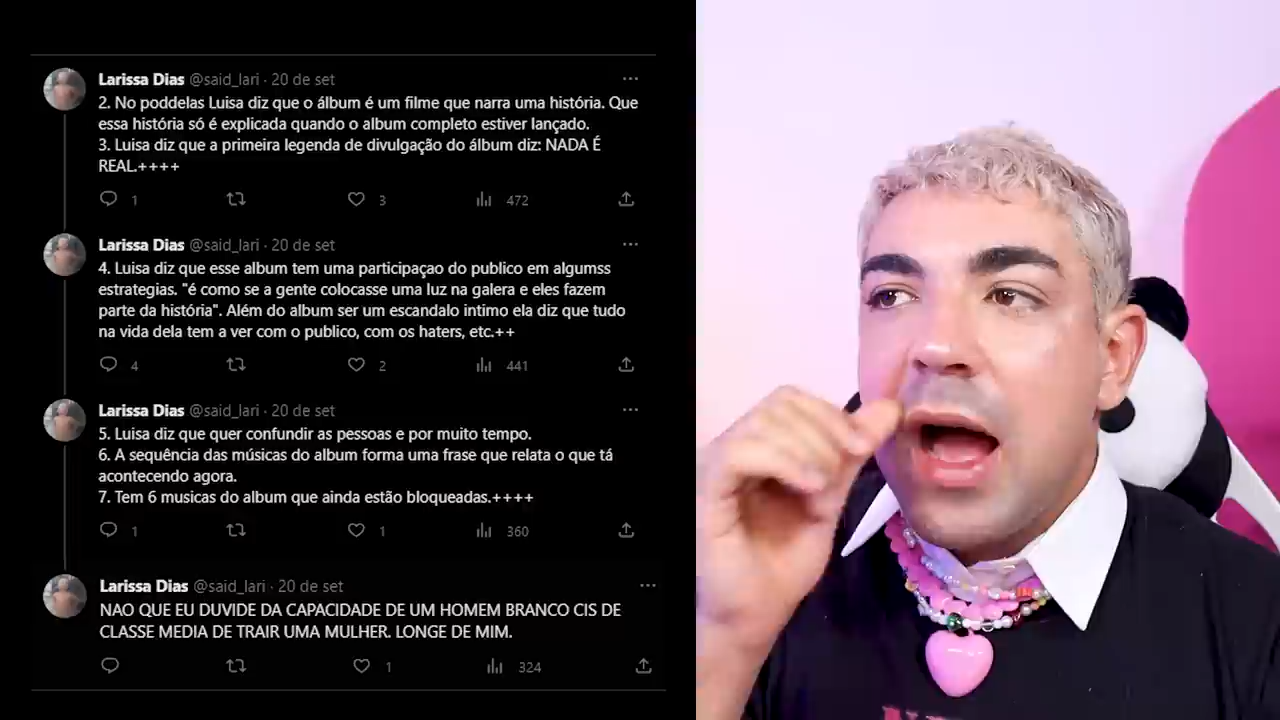 Larissa Dias @said_lari · 20 de set
2. No poddelas Luisa diz que o álbum é um filme que narra uma história. Que
essa história só é explicada quando o album completo estiver lançado.
3. Luisa diz que a primeira legenda de divulgação do álbum diz: NADA É
REAL.++++
1 3 472
Larissa Dias @said_lari · 20 de set
4. Luisa diz que esse album tem uma participaçao do publico em algumss
estrategias. "é como se a gente colocasse uma luz na galera e eles fazem
parte da história". Além do album ser um escandalo intimo ela diz que tudo
na vida dela tem a ver com o publico, com os haters, etc.++
4 2 441
Larissa Dias @said_lari · 20 de set
5. Luisa diz que quer confundir as pessoas e por muito tempo.
6. A sequência das músicas do album forma uma frase que relata o que tá
acontecendo agora.
7. Tem 6 musicas do album que ainda estão bloqueadas.++++
1 1 360
Larissa Dias @said_lari · 20 de set
NAO QUE EU DUVIDE DA CAPACIDADE DE UM HOMEM BRANCO CIS DE
CLASSE MEDIA DE TRAIR UMA MULHER. LONGE DE MIM.
1 324